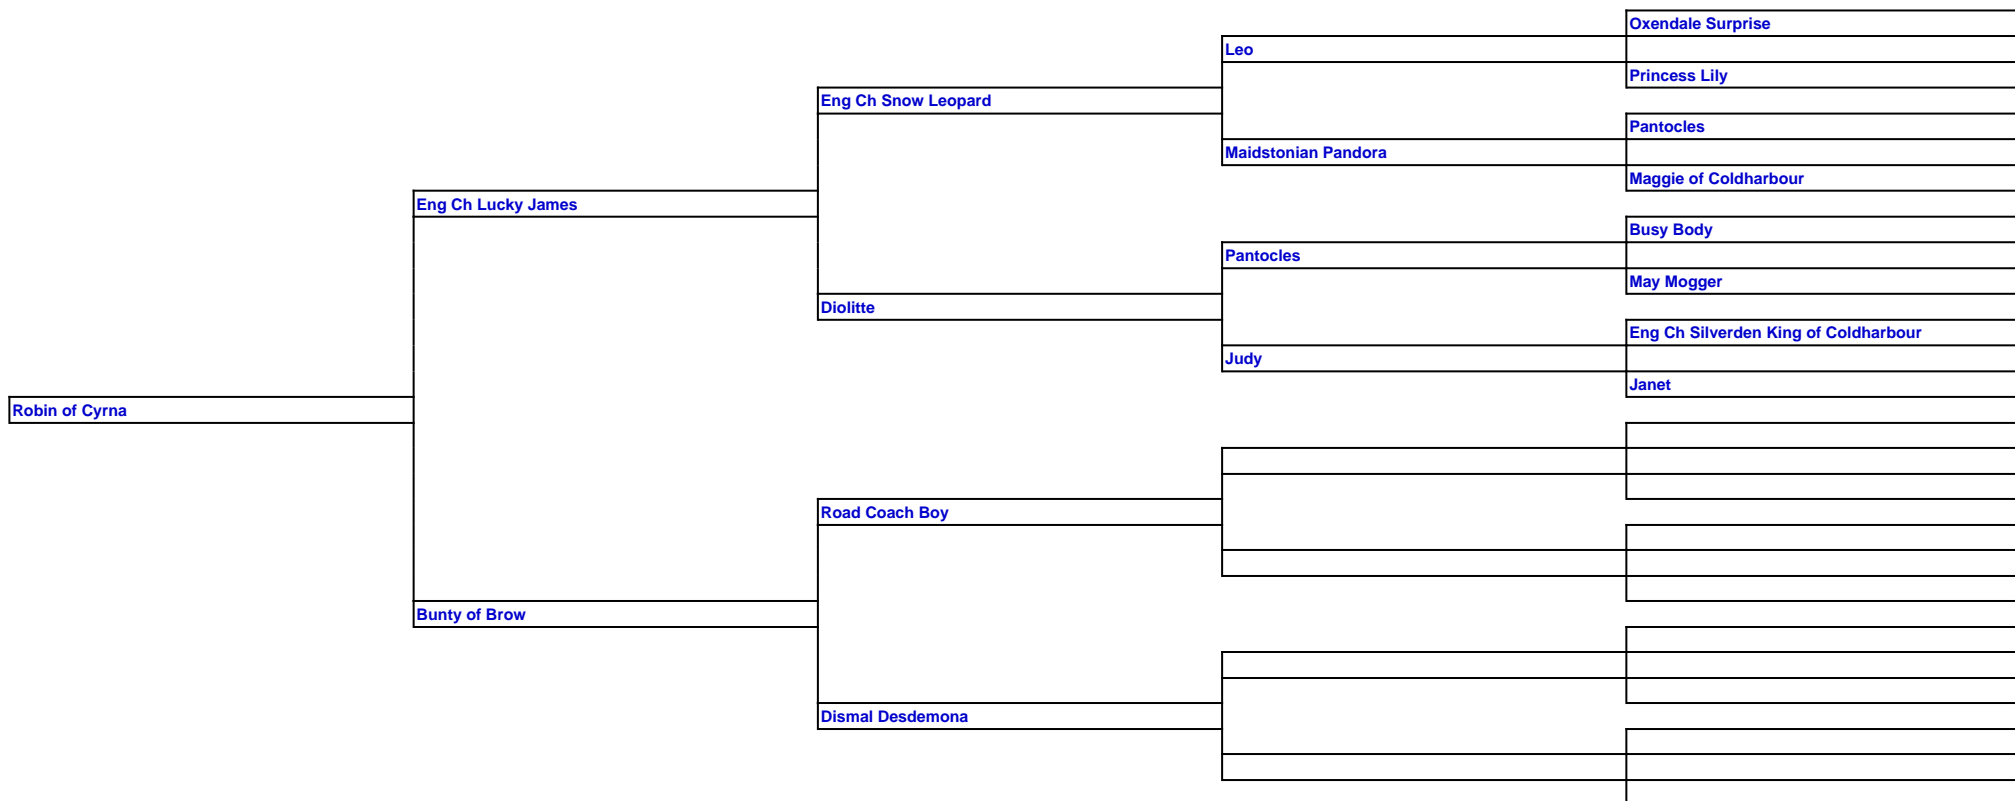 Oxendale Surprise
Leo
Princess Lily
Eng Ch Snow Leopard
Pantocles
Maidstonian Pandora
Maggie of Coldharbour
Eng Ch Lucky James
Busy Body
Pantocles
May Mogger
Diolitte
Eng Ch Silverden King of Coldharbour
Judy
Janet
Robin of Cyrna
Road Coach Boy
Bunty of Brow
Dismal Desdemona